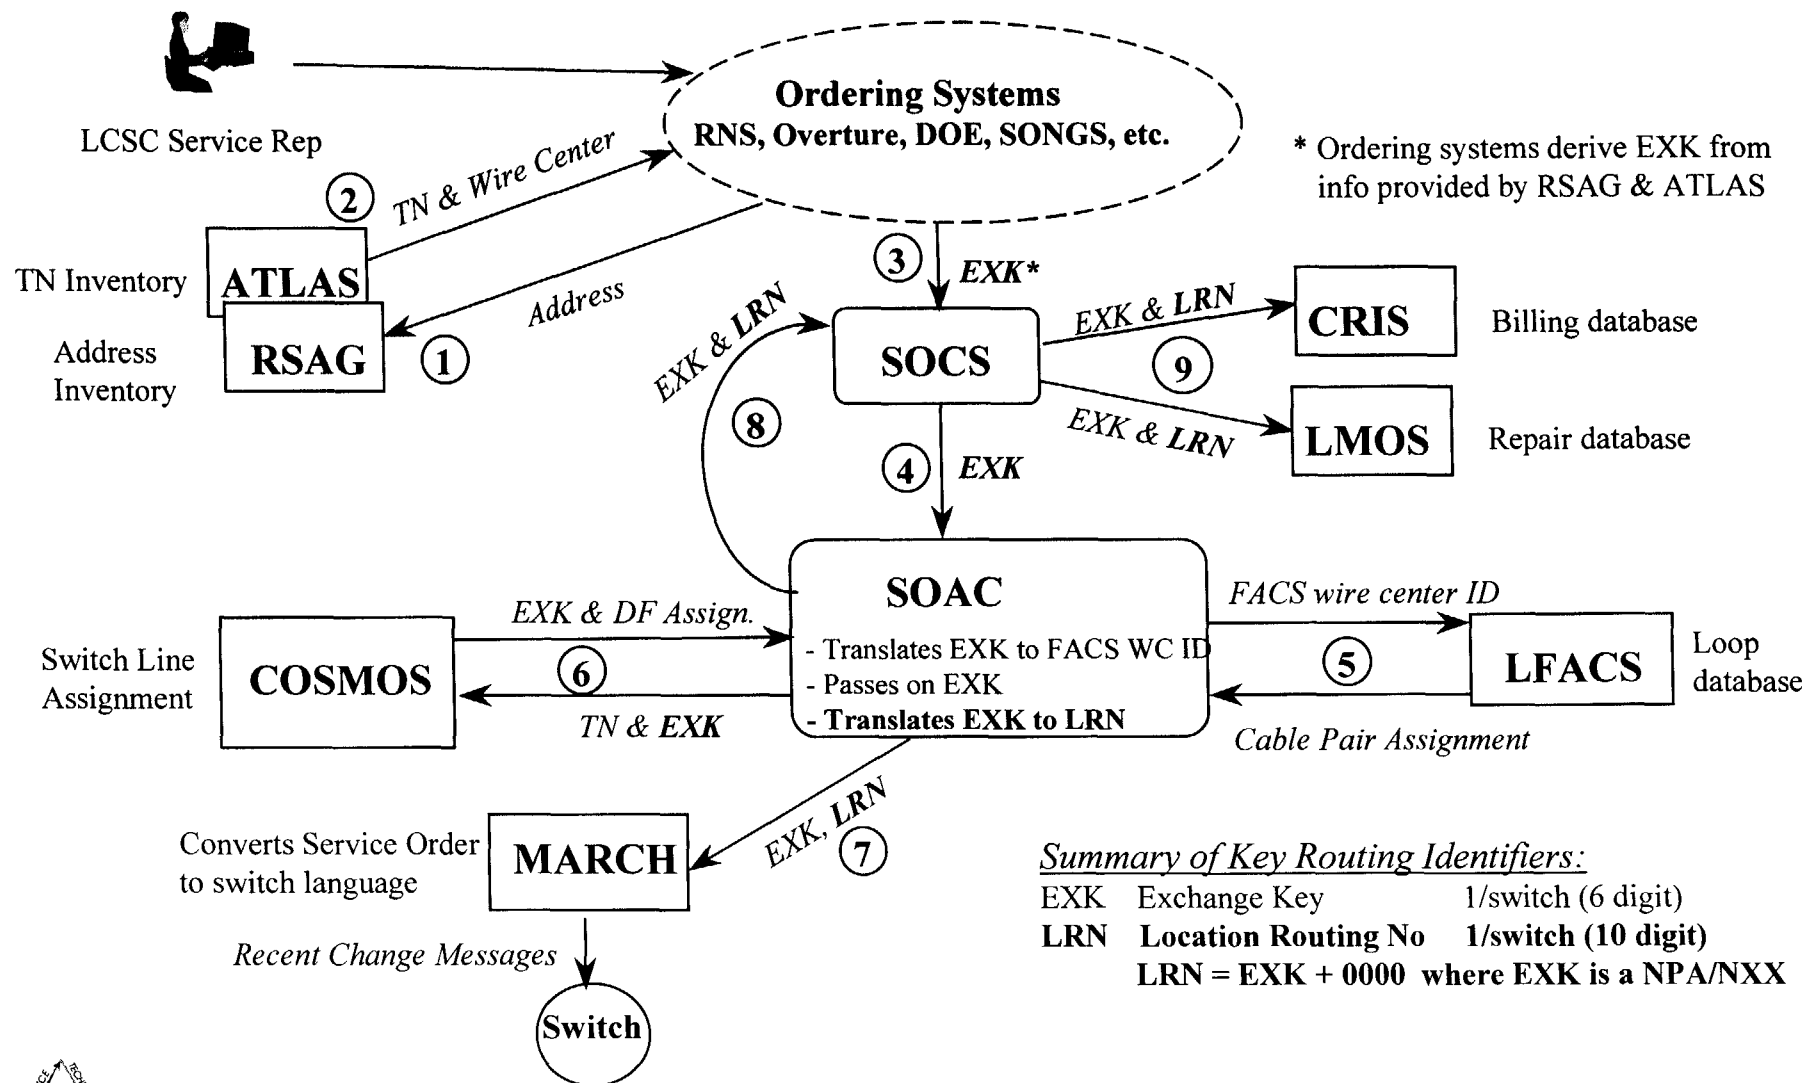 Ordering Systems
RNS, Overture, DOE, SONGS, etc.
LCSC Service Rep
* Ordering systems derive EXK from
info provided by RSAG & ATLAS
2
TN & Wire Center
TN Inventory
ATLAS
Address
Inventory
RSAG
1
Address
3
EXK*
EXK & LRN
8
SOCS
EXK & LRN
9
EXK & LRN
CRIS
Billing database
LMOS
Repair database
4
EXK
SOAC
- Translates EXK to FACS WC ID
- Passes on EXK
- Translates EXK to LRN
EXK & DF Assign.
6
TN & EXK
Switch Line
Assignment
COSMOS
FACS wire center ID
5
Cable Pair Assignment
LFACS
Loop
database
EXK, LRN
7
Converts Service Order
to switch language
MARCH
Recent Change Messages
Switch
Summary of Key Routing Identifiers:
EXK Exchange Key 1/switch (6 digit)
LRN Location Routing No 1/switch (10 digit)
LRN = EXK + 0000 where EXK is a NPA/NXX